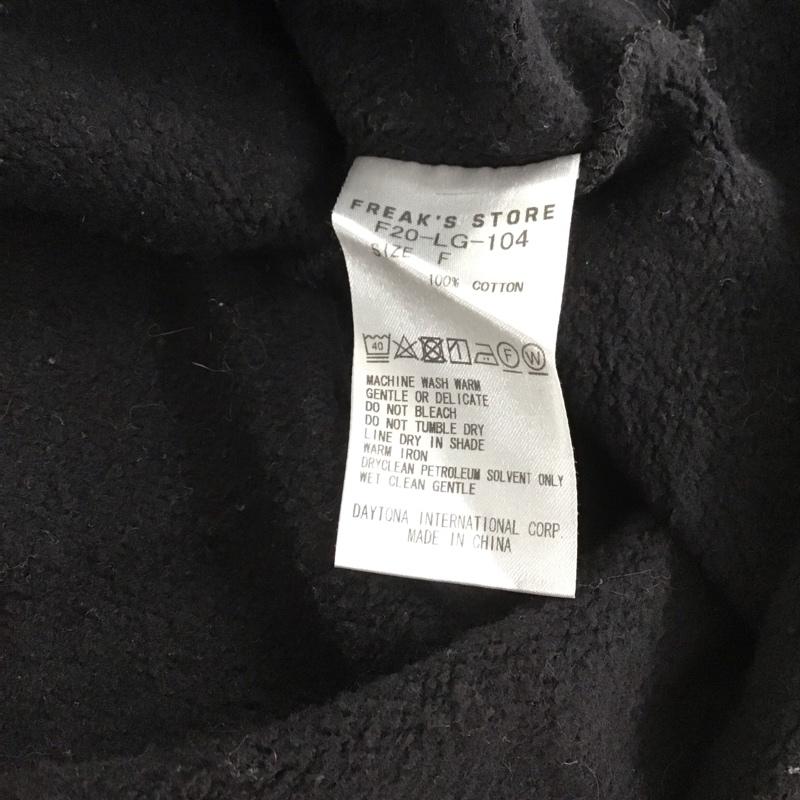 FREAK'S STORE
F20-LG-104
SIZE F
100% COTTON
40 F W
MACHINE WASH WARM
GENTLE OR DELICATE
DO NOT BLEACH
DO NOT TUMBLE DRY
LINE DRY IN SHADE
WARM IRON
DRYCLEAN PETROLEUM SOLVENT ONLY
WET CLEAN GENTLE
DAYTONA INTERNATIONAL CORP.
MADE IN CHINA